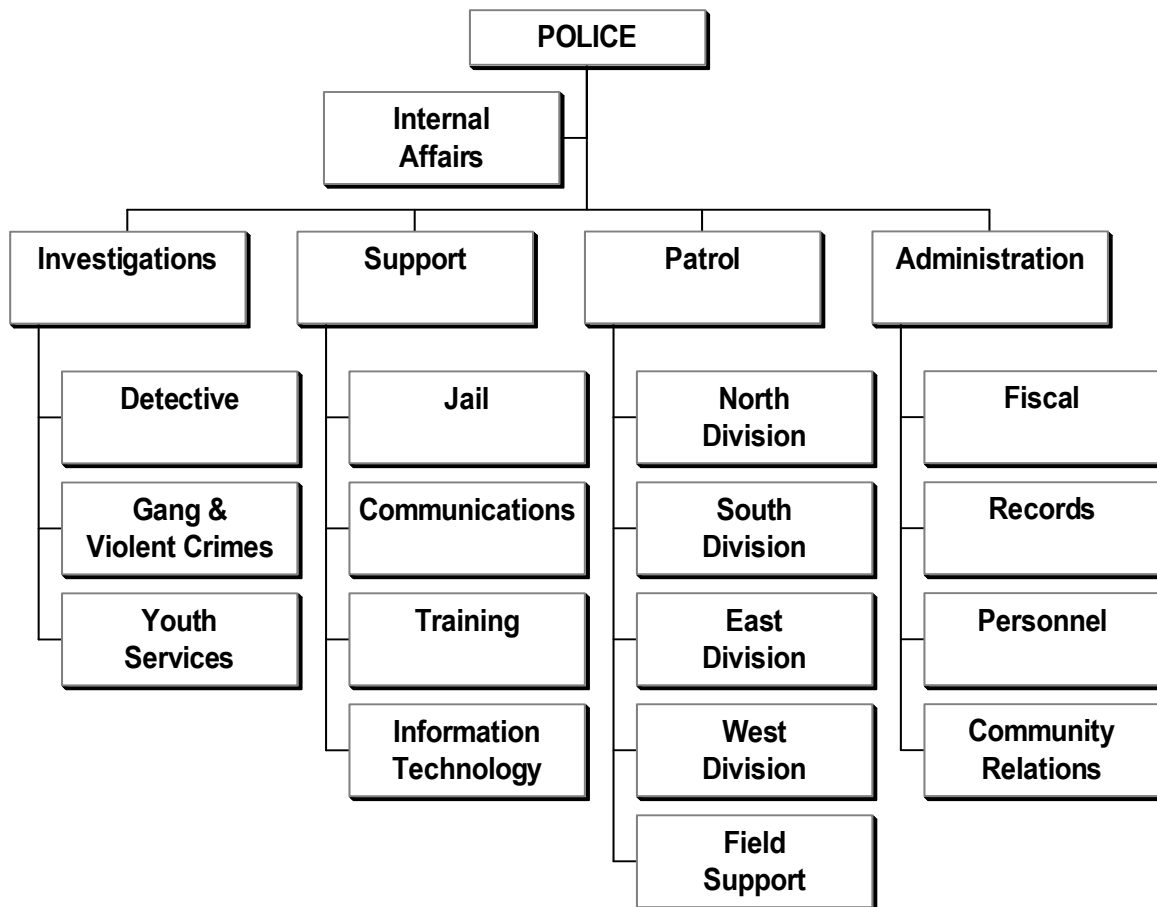 POLICE
Internal
Affairs
Investigations
Support
Patrol
Administration
Detective
Gang &
Violent Crimes
Youth
Services
Jail
Communications
Training
Information
Technology
North
Division
South
Division
East
Division
West
Division
Field
Support
Fiscal
Records
Personnel
Community
Relations